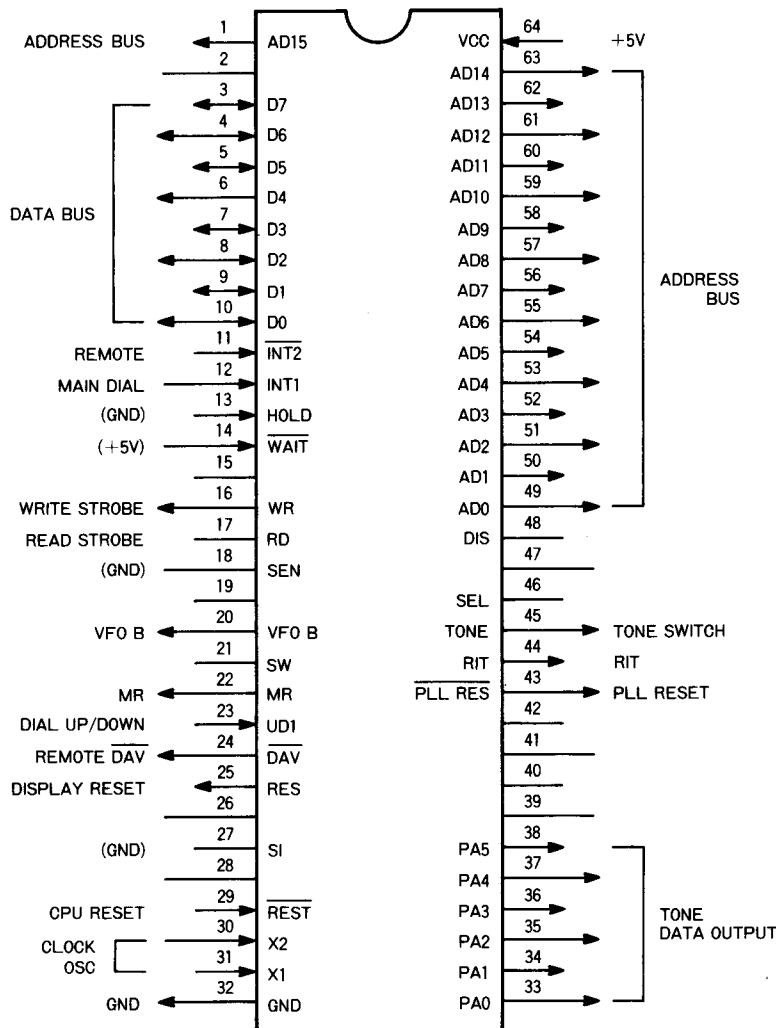 ADDRESS BUS 1 AD15 VCC 64 +5V
2 AD14 63
3 D7 AD13 62
4 D6 AD12 61
5 D5 AD11 60
6 D4 AD10 59
DATA BUS
7 D3 AD9 58
8 D2 AD8 57
9 D1 AD7 56
ADDRESS
BUS
10 D0 AD6 55
REMOTE 11 INT2 AD5 54
MAIN DIAL 12 INT1 AD4 53
(GND) 13 HOLD AD3 52
(+5V) 14 WAIT AD2 51
15 AD1 50
WRITE STROBE 16 WR AD0 49
READ STROBE 17 RD DIS 48
(GND) 18 SEN 47
19 SEL 46
VFO B 20 VFO B TONE 45 TONE SWITCH
21 SW RIT 44 RIT
MR 22 MR PLL RES 43 PLL RESET
DIAL UP/DOWN 23 UD1 42
REMOTE DAV 24 DAV 41
DISPLAY RESET 25 RES 40
26 39
(GND) 27 SI PA5 38
28 PA4 37
CPU RESET 29 REST PA3 36
TONE
DATA OUTPUT
CLOCK
OSC
30 X2 PA2 35
31 X1 PA1 34
GND 32 GND PA0 33